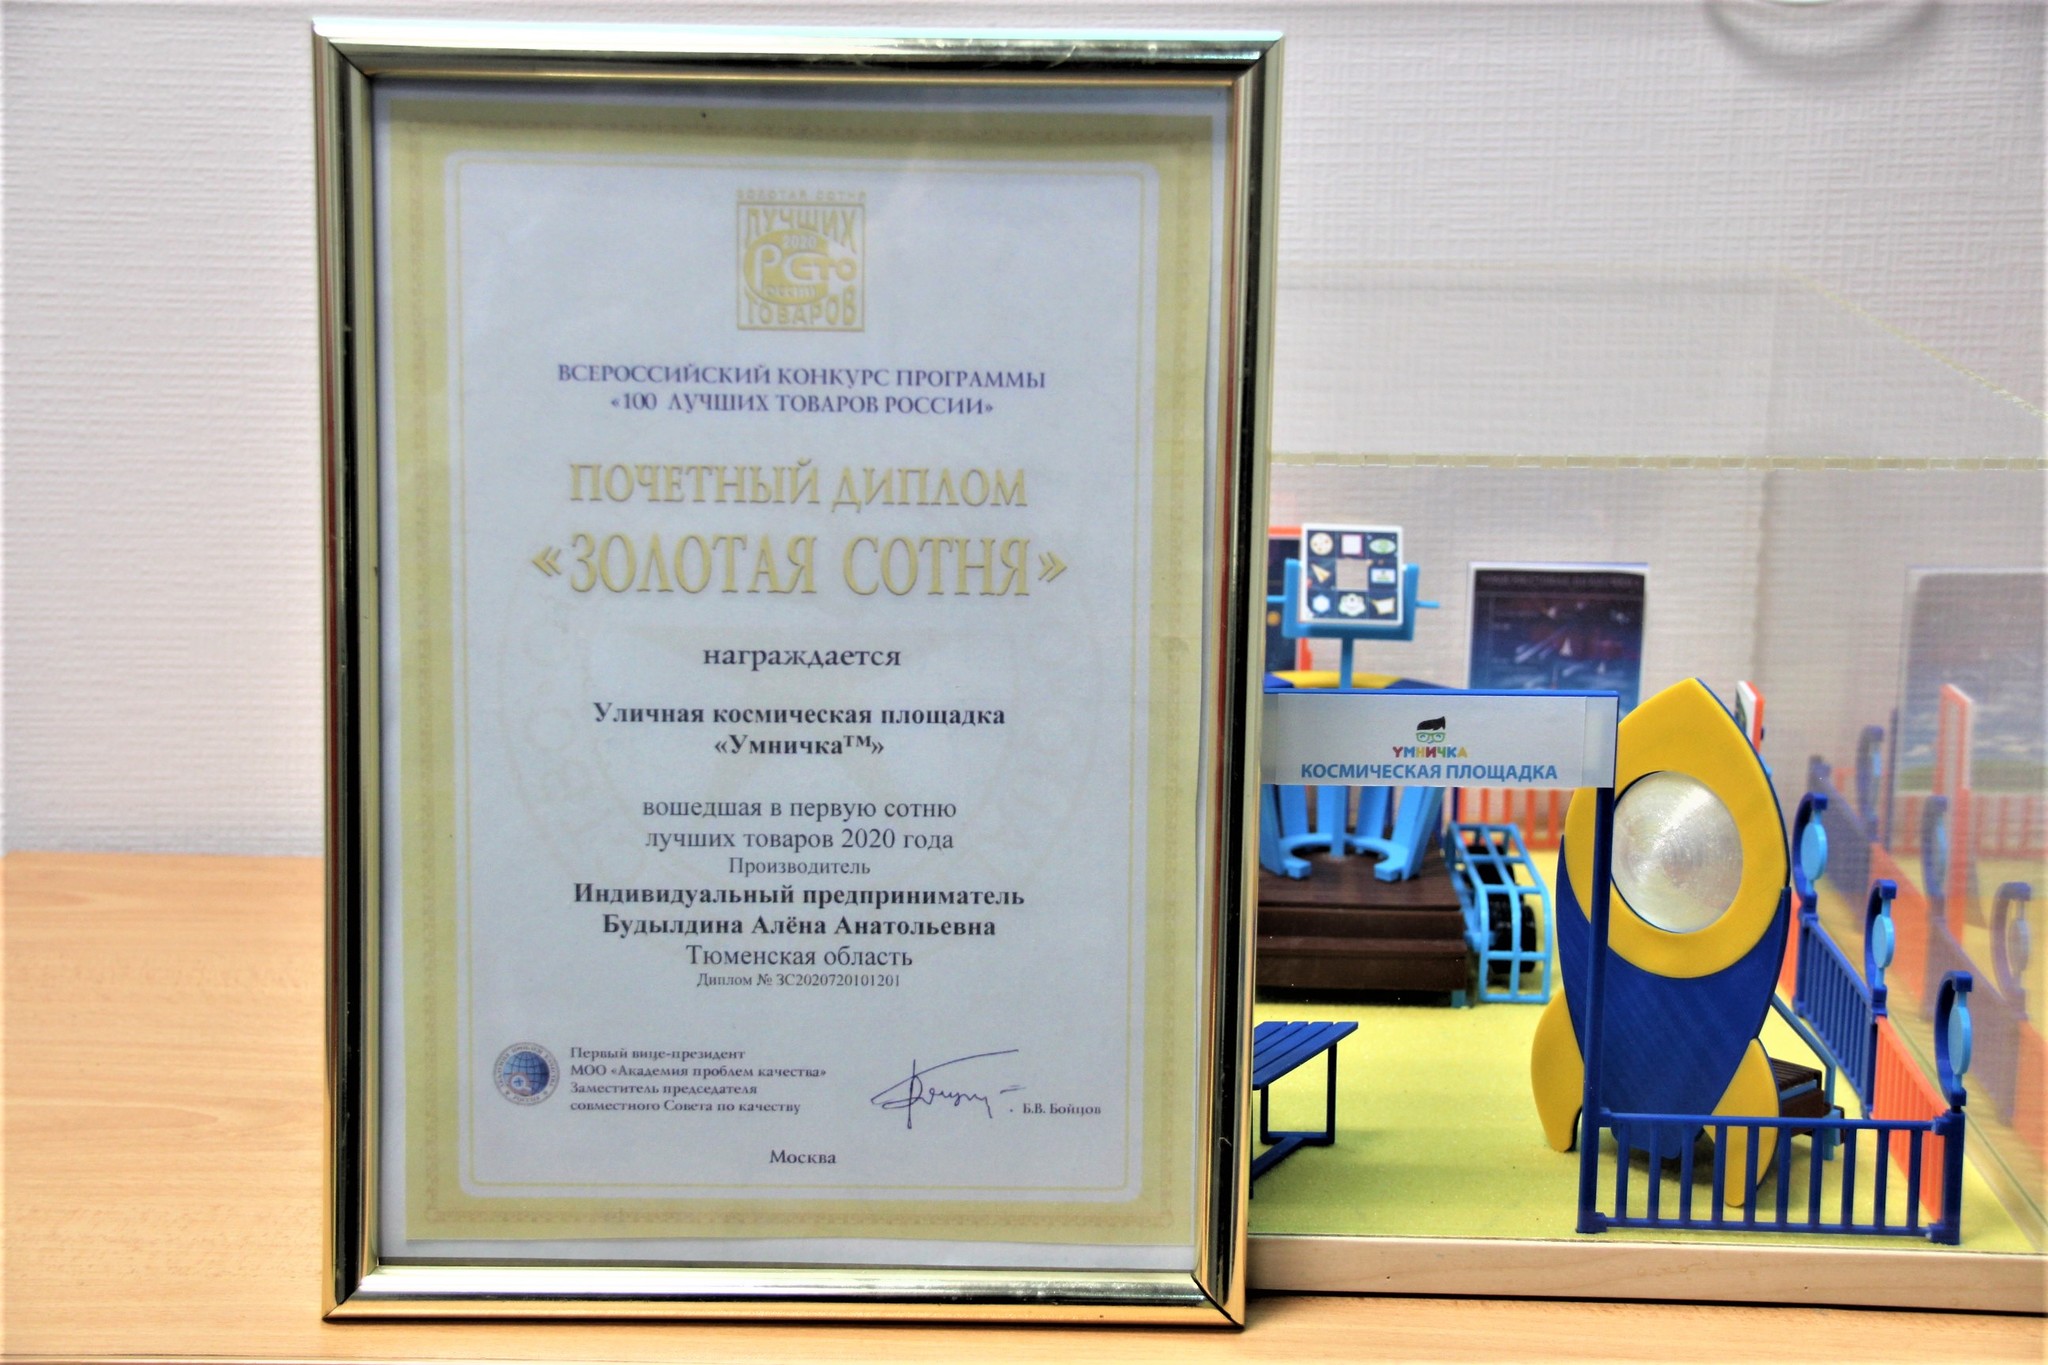 ЗОЛОТАЯ СОТНЯ
ЛУЧШИХ
2020
РСТО
РОССИИ
ТОВАРОВ
ВСЕРОССИЙСКИЙ КОНКУРС ПРОГРАММЫ
«100 ЛУЧШИХ ТОВАРОВ РОССИИ»
ПОЧЕТНЫЙ ДИПЛОМ
«ЗОЛОТАЯ СОТНЯ»
награждается
Уличная космическая площадка
«Умничка™»
вошедшая в первую сотню
лучших товаров 2020 года
Производитель
Индивидуальный предприниматель
Будылдина Алёна Анатольевна
Тюменская область
Диплом № ЗС2020720101201
Первый вице-президент
МОО «Академия проблем качества»
Заместитель председателя
совместного Совета по качеству
Б.В. Бойцов
Москва
УМНИЧКА
КОСМИЧЕСКАЯ ПЛОЩАДКА